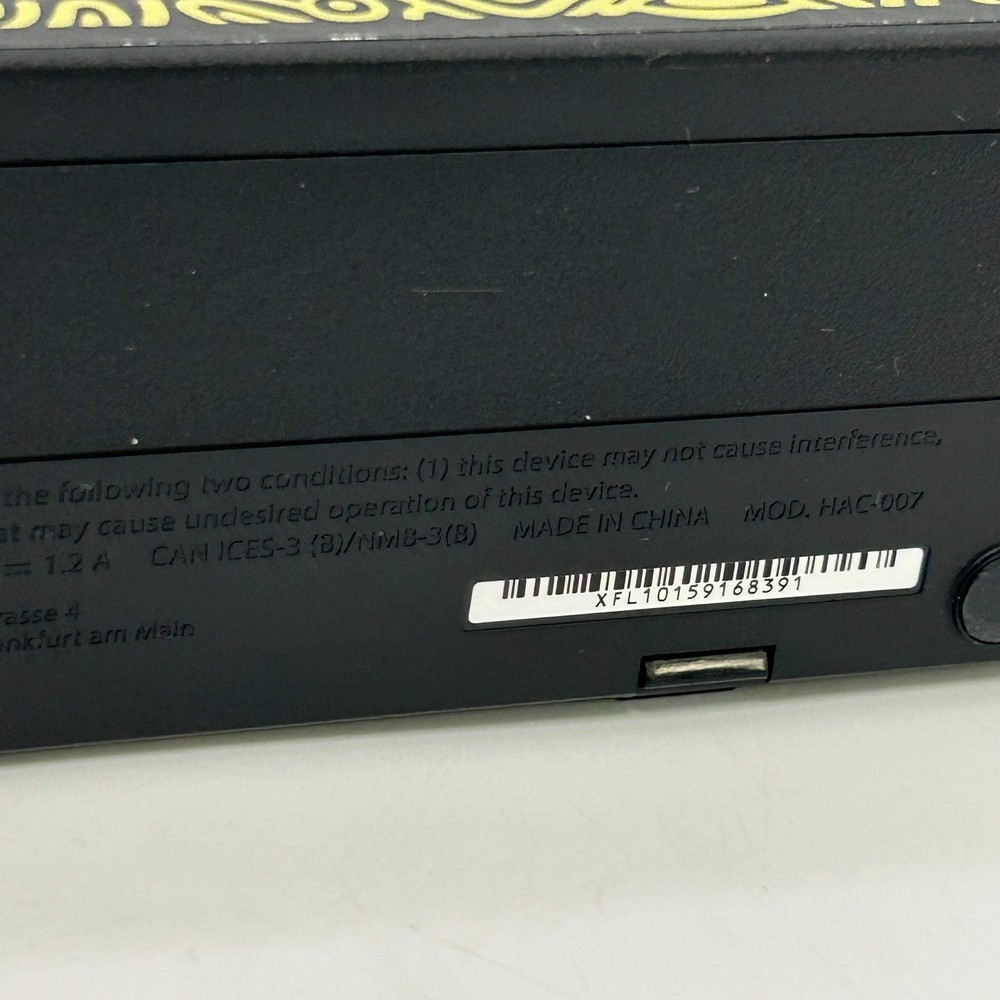 the following two conditions: (1) this device may not cause interference,
at may cause undesired operation of this device.
⎓ 1.2 A CAN ICES-3 (B)/NMB-3(B) MADE IN CHINA MOD. HAC-007
XFL10159168391
rasse 4
ankfurt am Main